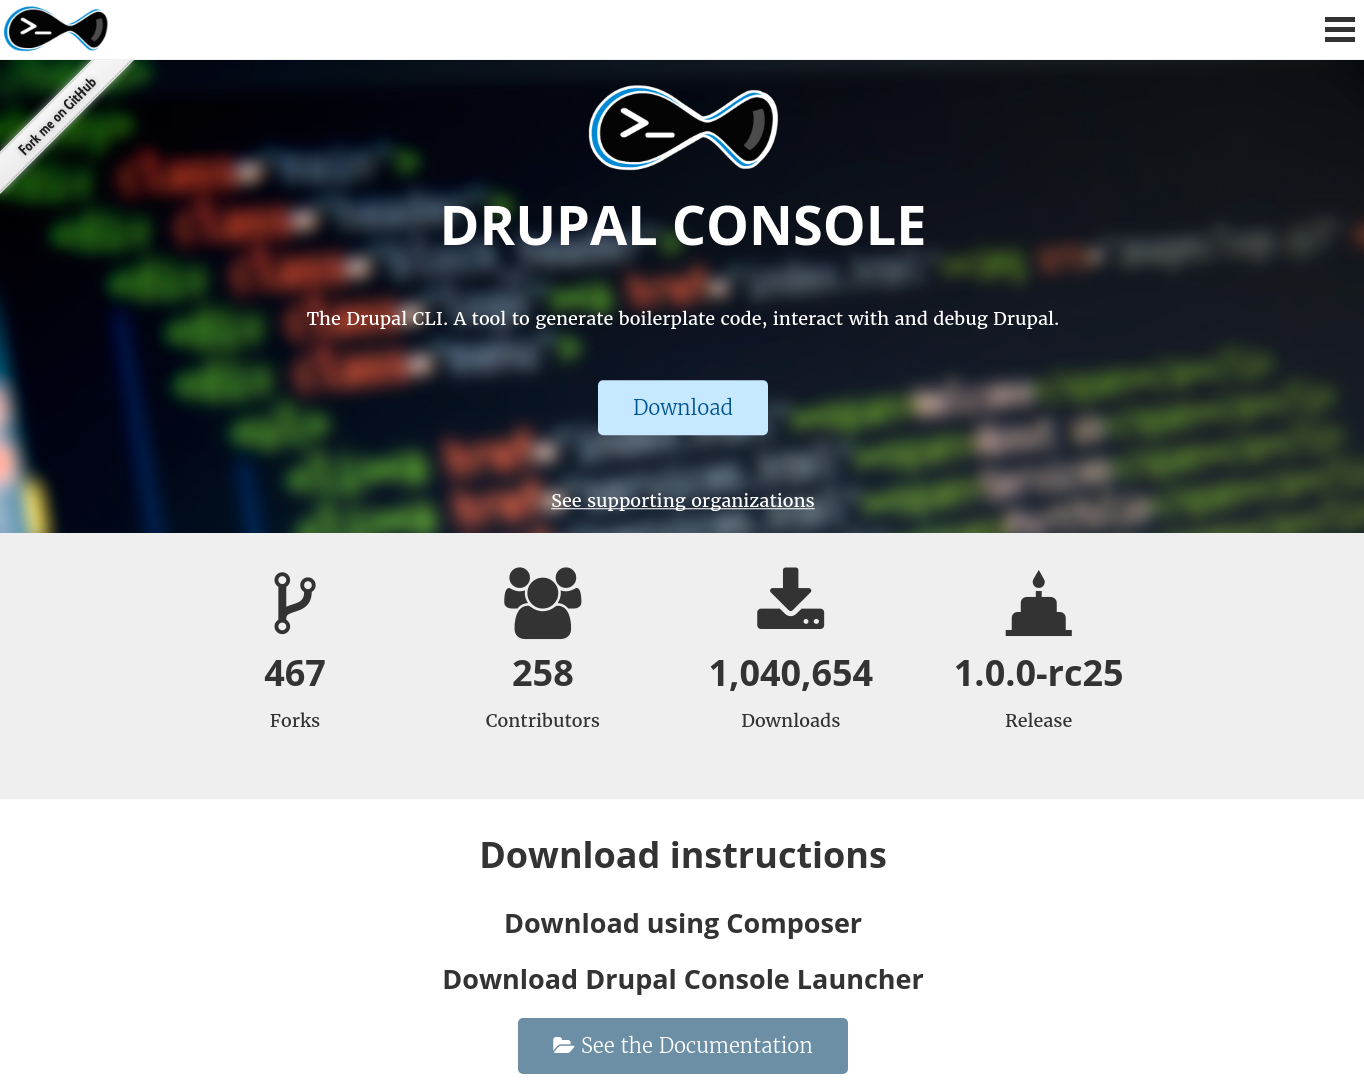 Fork me on GitHub
DRUPAL CONSOLE
The Drupal CLI. A tool to generate boilerplate code, interact with and debug Drupal.
Download
See supporting organizations
467
Forks
258
Contributors
1,040,654
Downloads
1.0.0-rc25
Release
Download instructions
Download using Composer
Download Drupal Console Launcher
See the Documentation